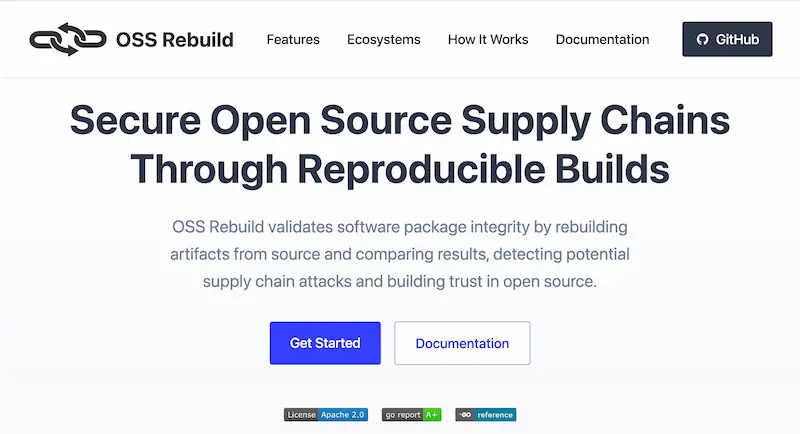 OSS Rebuild
Features
Ecosystems
How It Works
Documentation
GitHub
Secure Open Source Supply Chains
Through Reproducible Builds
OSS Rebuild validates software package integrity by rebuilding
artifacts from source and comparing results, detecting potential
supply chain attacks and building trust in open source.
Get Started
Documentation
License Apache 2.0
go report A+
GO reference